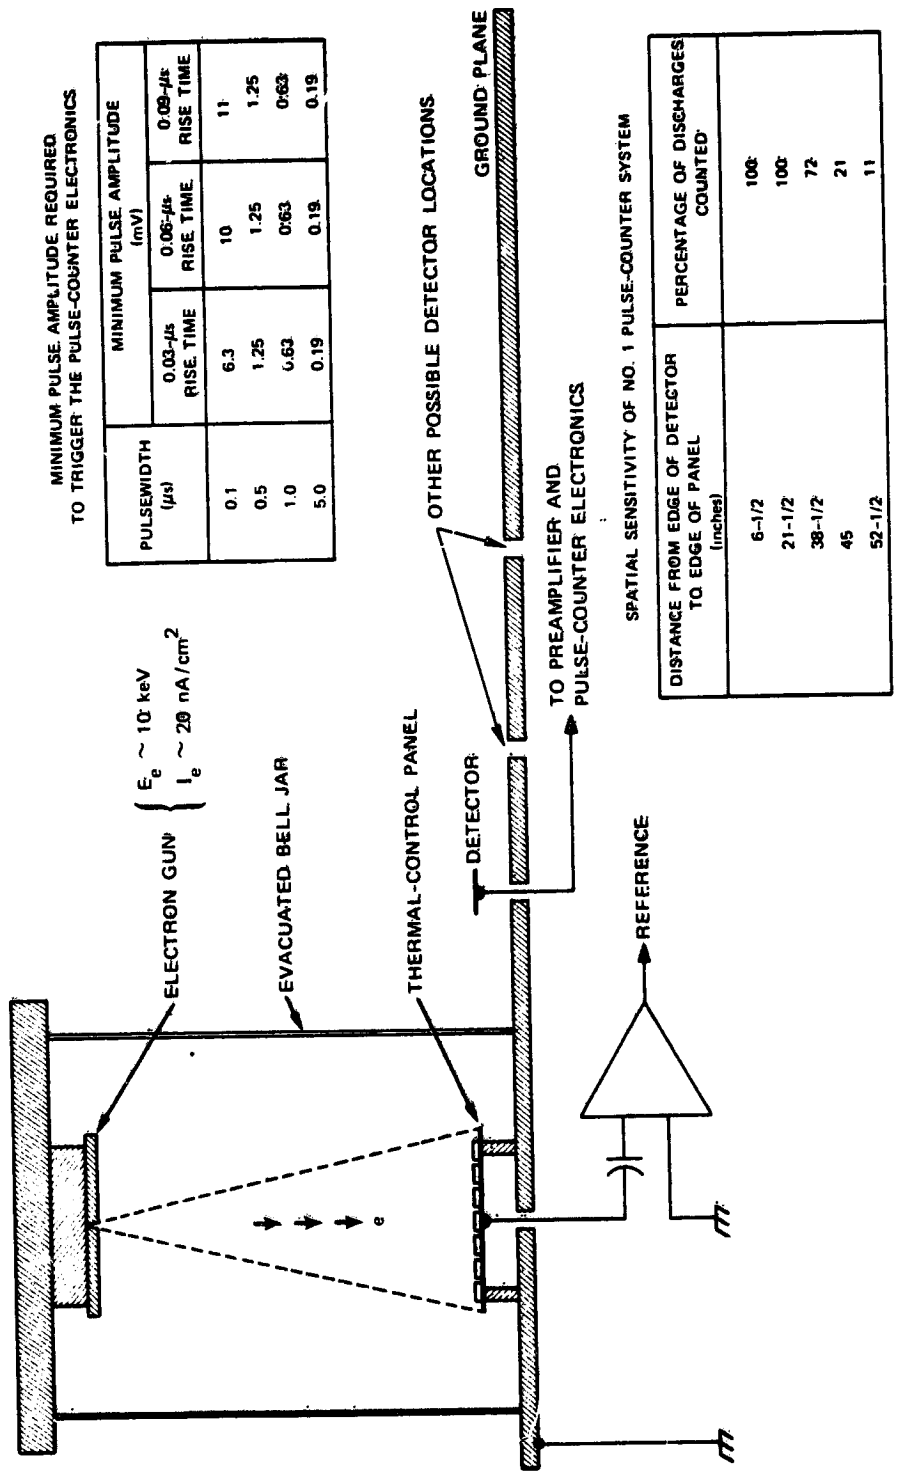 MINIMUM PULSE AMPLITUDE REQUIRED
TO TRIGGER THE PULSE-COUNTER ELECTRONICS
PULSEWIDTH
(μs)
MINIMUM PULSE AMPLITUDE
(mV)
0.03-μs
RISE TIME
0.06-μs
RISE TIME
0.09-μs
RISE TIME
0.1 6.3 10 11
0.5 1.25 1.25 1.25
1.0 0.63 0.63 0.63
5.0 0.19 0.19 0.19
ELECTRON GUN
E_e ~ 10 keV
I_e ~ 20 nA/cm²
EVACUATED BELL JAR
THERMAL-CONTROL PANEL
e
DETECTOR
OTHER POSSIBLE DETECTOR LOCATIONS
GROUND PLANE
TO PREAMPLIFIER AND
PULSE-COUNTER ELECTRONICS
REFERENCE
SPATIAL SENSITIVITY OF NO. 1 PULSE-COUNTER SYSTEM
DISTANCE FROM EDGE OF DETECTOR
TO EDGE OF PANEL
(inches)
PERCENTAGE OF DISCHARGES
COUNTED
6-1/2 100
21-1/2 100
38-1/2 72
45 21
52-1/2 11